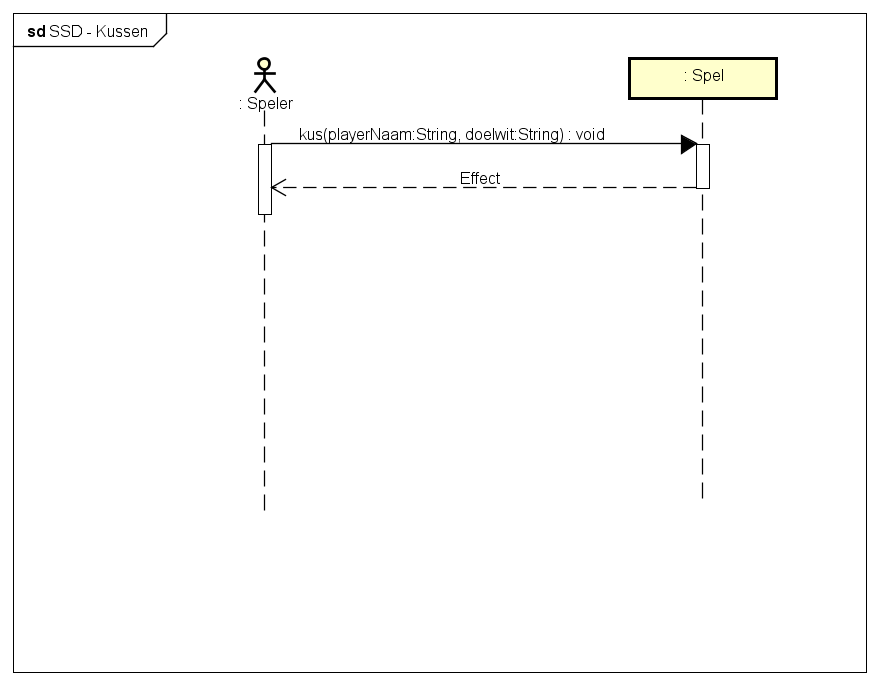 sd SSD - Kussen
: Speler
: Spel
kus(playerNaam:String, doelwit:String) : void
Effect